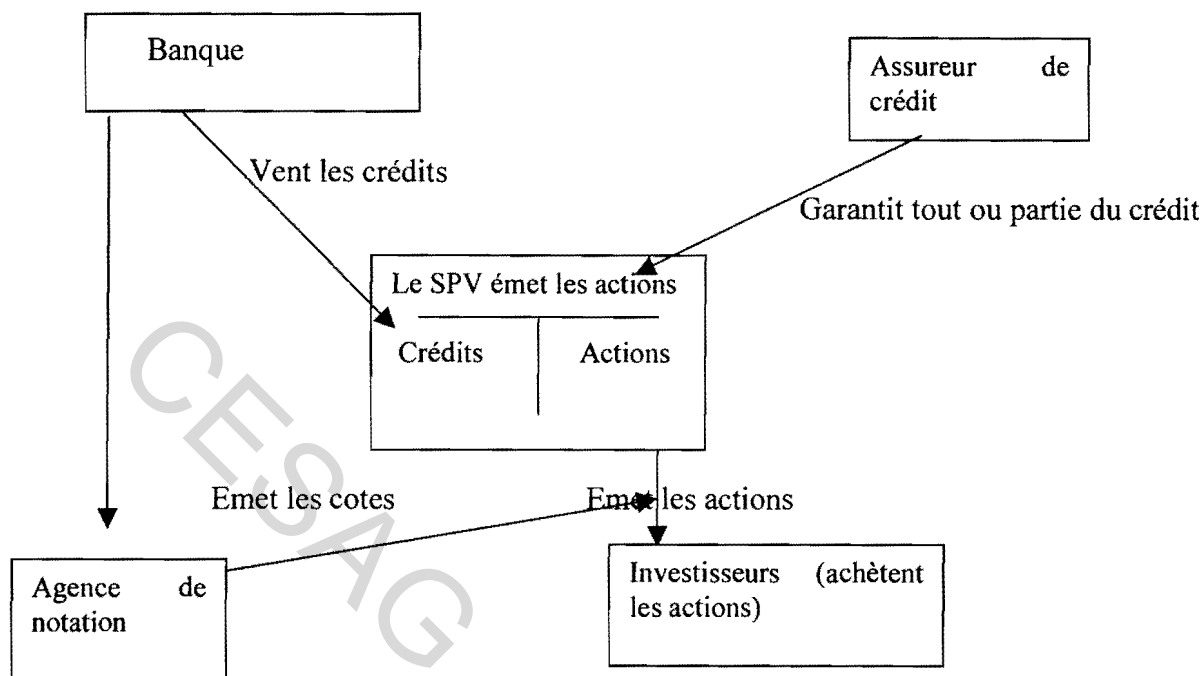 Banque
Assureur de
crédit
Vent les crédits
Garantit tout ou partie du crédit
Le SPV émet les actions
Crédits
Actions
Emet les cotes
Emet les actions
Agence de
notation
Investisseurs (achètent
les actions)
CESAG